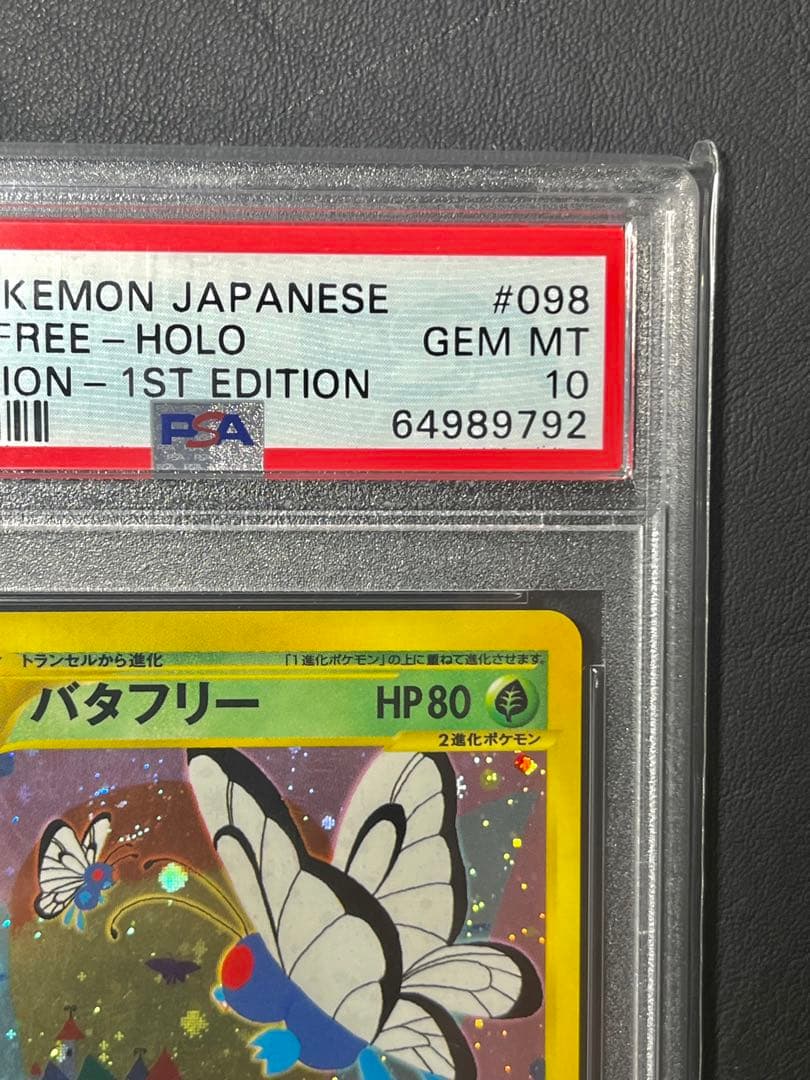 KEMON JAPANESE #098
FREE-HOLO GEM MT
ION-1ST EDITION 10
PSA 64989792
トランセルから進化 「1進化ポケモン」の上に重ねて進化させます。
バタフリー HP80
2進化ポケモン